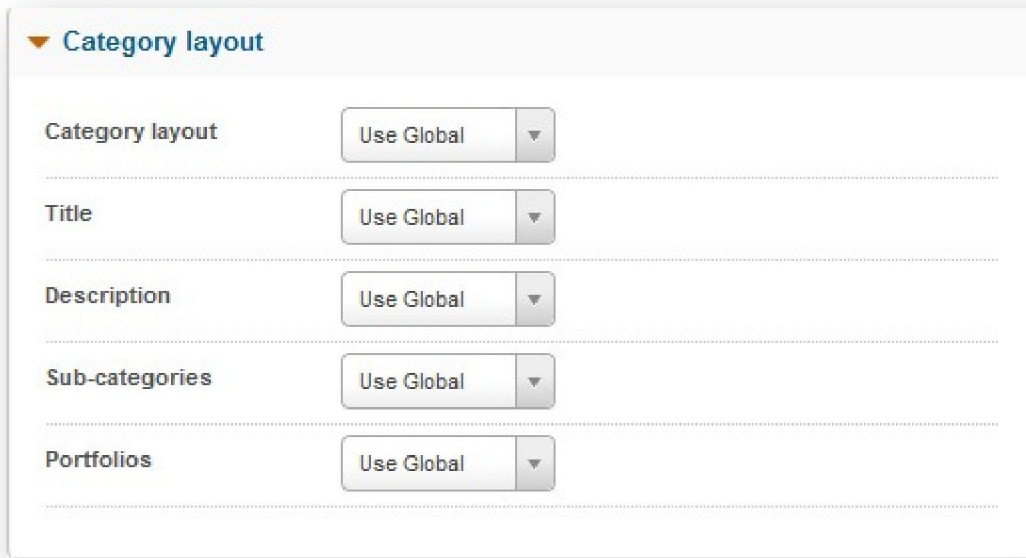 Category layout
Category layout Use Global
Title Use Global
Description Use Global
Sub-categories Use Global
Portfolios Use Global